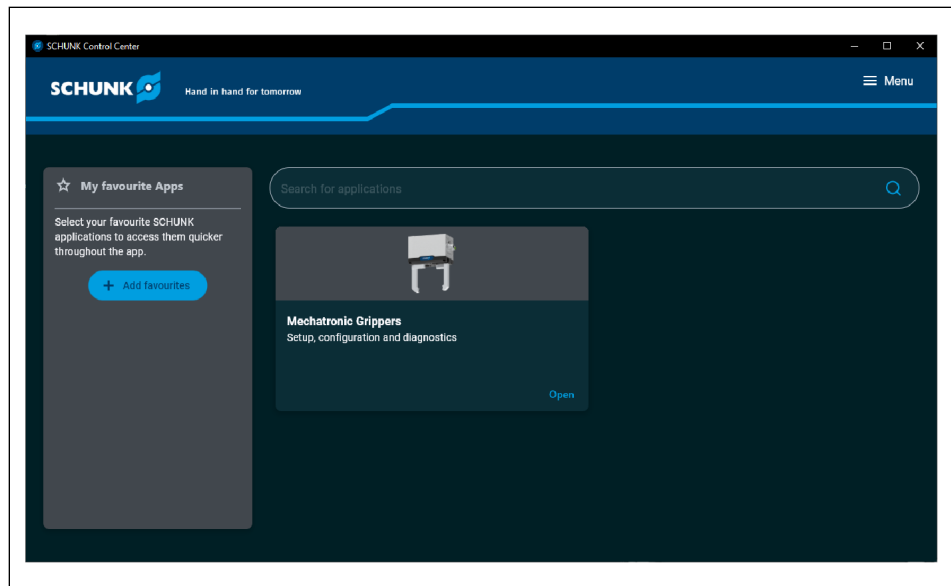 SCHUNK Control Center
SCHUNK
Hand in hand for tomorrow
Menu
My favourite Apps
Select your favourite SCHUNK
applications to access them quicker
throughout the app.
+ Add favourites
Search for applications
Mechatronic Grippers
Setup, configuration and diagnostics
Open